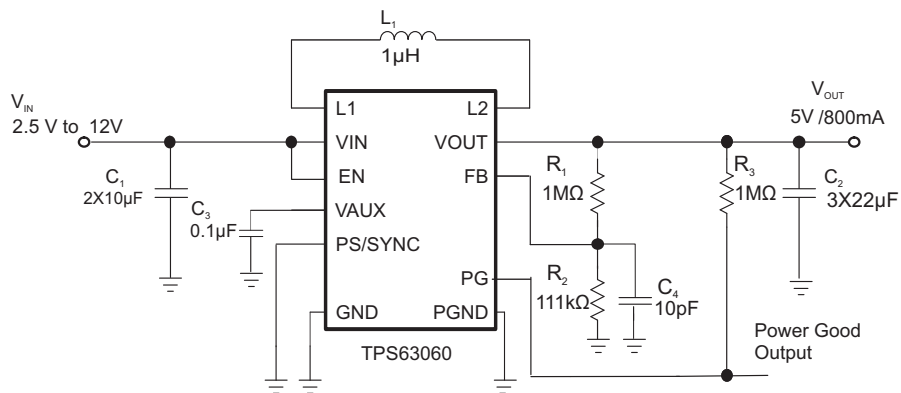 L₁
1µH
V_IN
2.5 V to 12V
V_OUT
5V /800mA
L1
L2
VIN
VOUT
EN
FB
VAUX
PS/SYNC
PG
GND
PGND
TPS63060
C₁
2X10µF
C₃
0.1µF
R₁
1MΩ
R₂
111kΩ
C₄
10pF
R₃
1MΩ
C₂
3X22µF
Power Good
Output